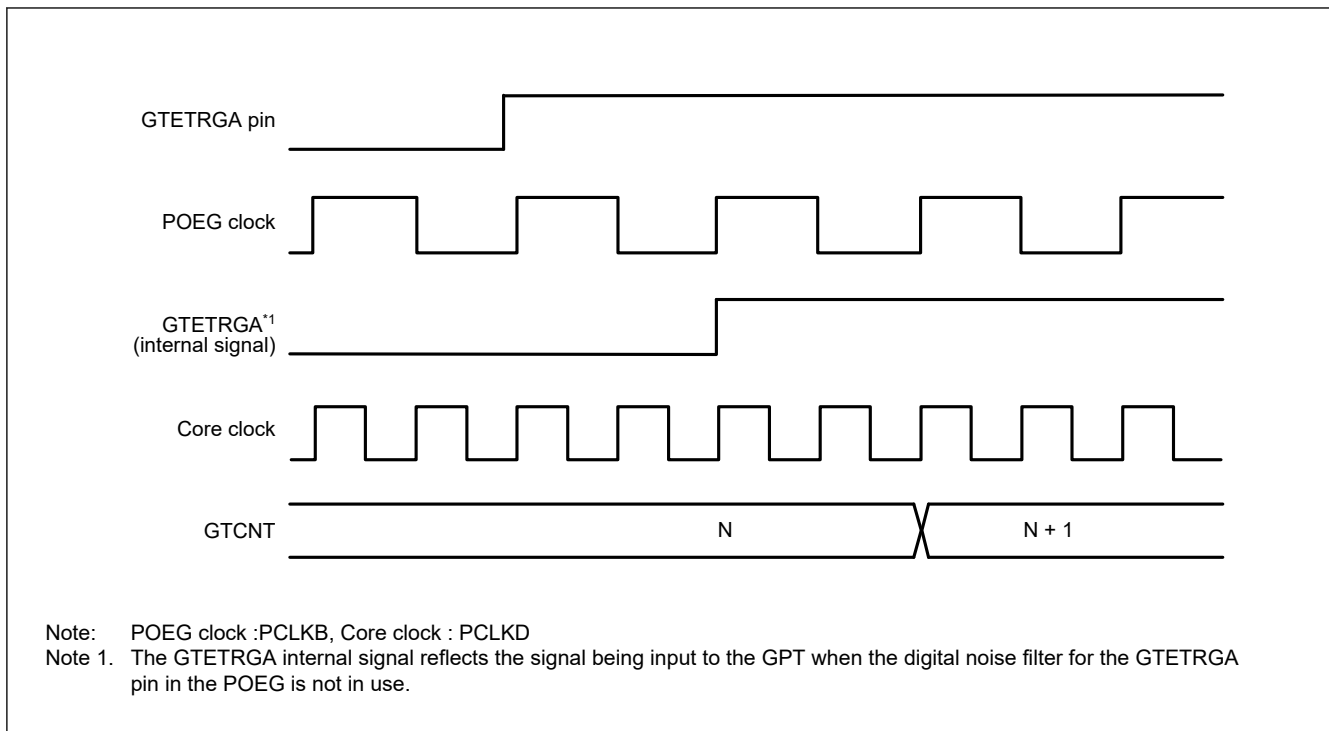 GTETRGA pin
POEG clock
GTETRGA*1
(internal signal)
Core clock
GTCNT
N
N + 1
Note: POEG clock :PCLKB, Core clock : PCLKD
Note 1. The GTETRGA internal signal reflects the signal being input to the GPT when the digital noise filter for the GTETRGA
pin in the POEG is not in use.